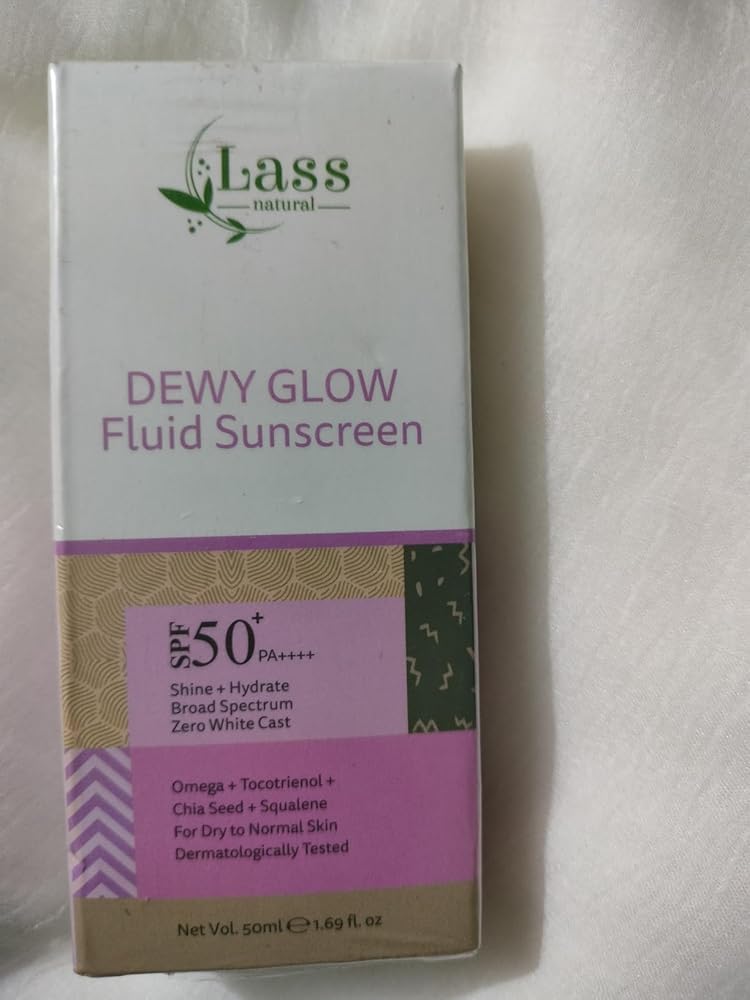 Lass
natural
DEWY GLOW
Fluid Sunscreen
SPF 50+ PA++++
Shine + Hydrate
Broad Spectrum
Zero White Cast
Omega + Tocotrienol +
Chia Seed + Squalene
For Dry to Normal Skin
Dermatologically Tested
Net Vol. 50ml ℮ 1.69 fl. oz